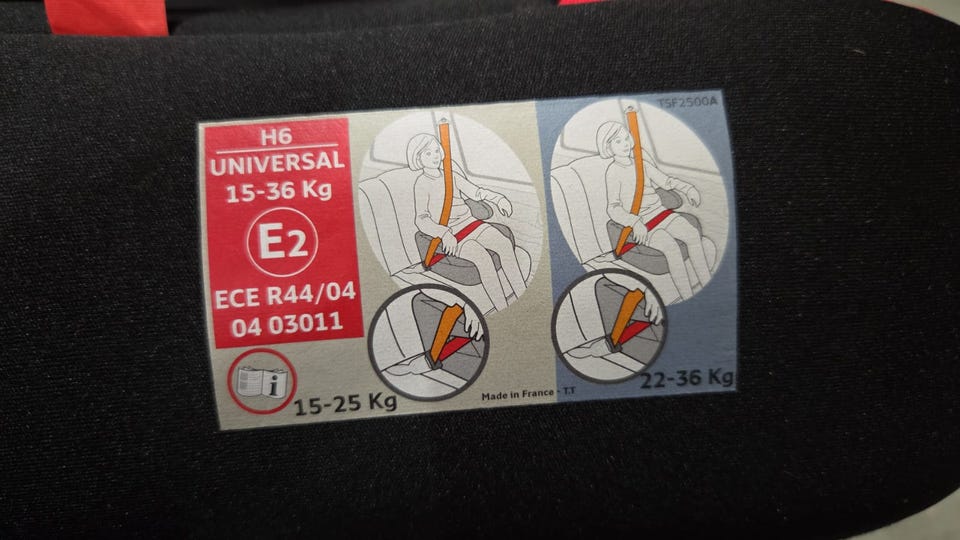 H6
UNIVERSAL
15-36 Kg
E2
ECE R44/04
04 03011
i
15-25 Kg
Made in France - T.T
TSF2500A
22-36 Kg